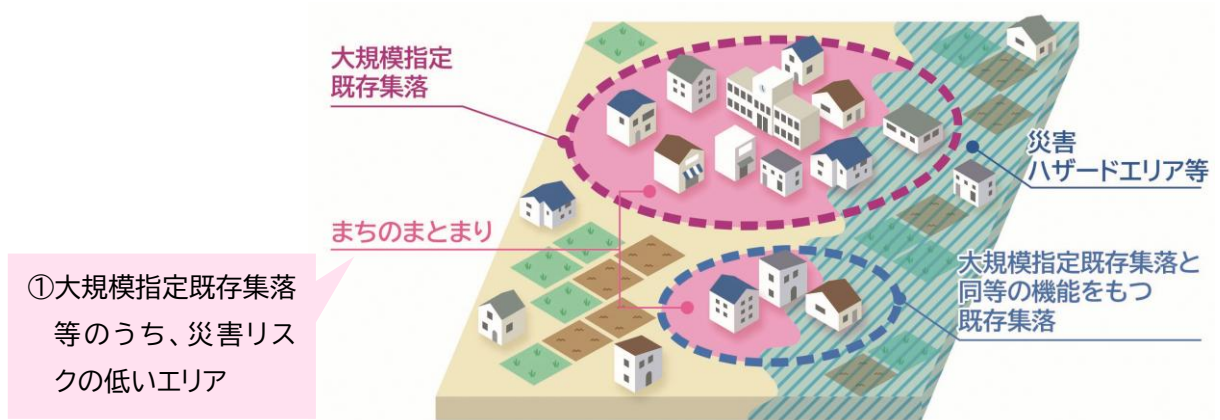 大規模指定
既存集落
災害
ハザードエリア等
まちのまとまり
大規模指定既存集落と
同等の機能をもつ
既存集落
①大規模指定既存集落
等のうち、災害リス
クの低いエリア